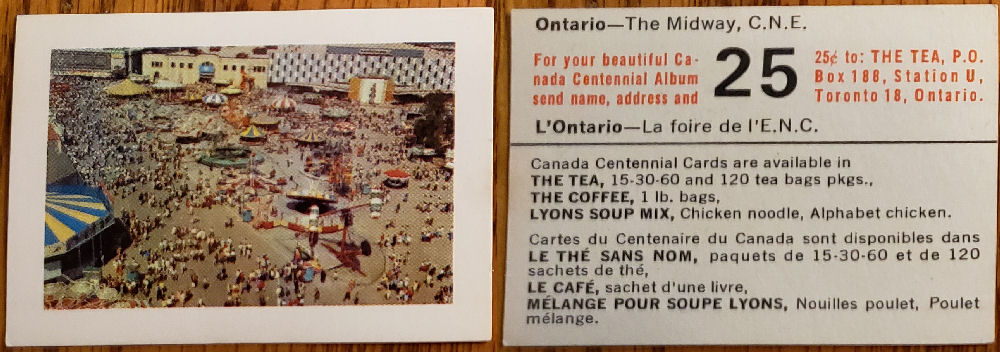 Ontario—The Midway, C.N.E.
For your beautiful Ca-
nada Centennial Album
send name, address and
25
25¢ to: THE TEA, P.O.
Box 188, Station U,
Toronto 18, Ontario.
L'Ontario—La foire de l'E.N.C.
Canada Centennial Cards are available in
THE TEA, 15-30-60 and 120 tea bags pkgs.,
THE COFFEE, 1 lb. bags,
LYONS SOUP MIX, Chicken noodle, Alphabet chicken.
Cartes du Centenaire du Canada sont disponibles dans
LE THÉ SANS NOM, paquets de 15-30-60 et de 120
sachets de thé,
LE CAFÉ, sachet d'une livre,
MÉLANGE POUR SOUPE LYONS, Nouilles poulet, Poulet
mélange.